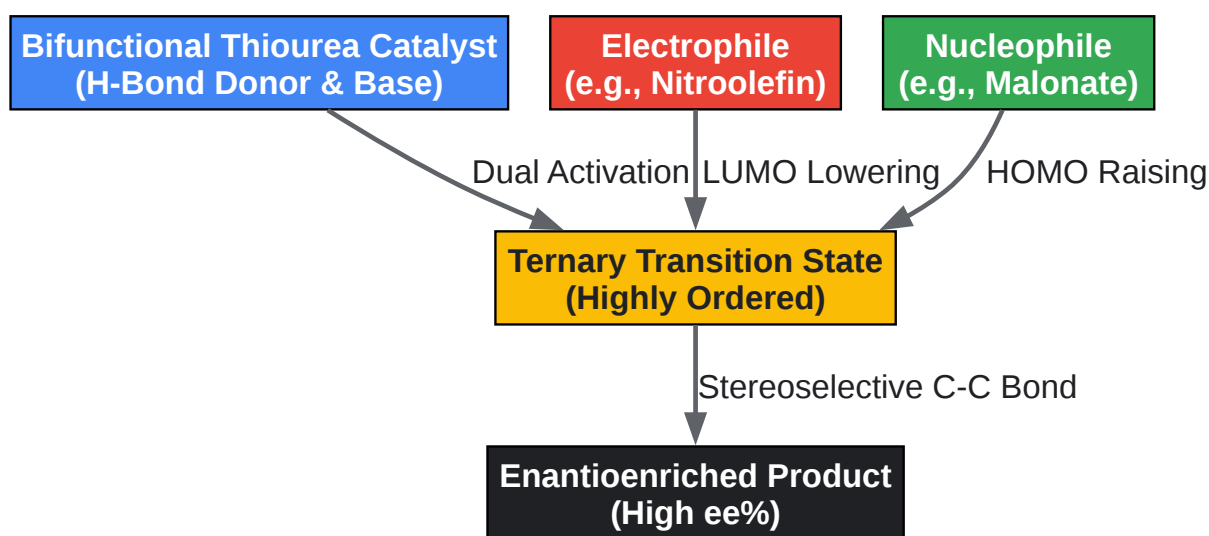 Bifunctional Thiourea Catalyst
(H-Bond Donor & Base)
Electrophile
(e.g., Nitroolefin)
Nucleophile
(e.g., Malonate)
Dual Activation
LUMO Lowering
HOMO Raising
Ternary Transition State
(Highly Ordered)
Stereoselective C-C Bond
Enantioenriched Product
(High ee%)